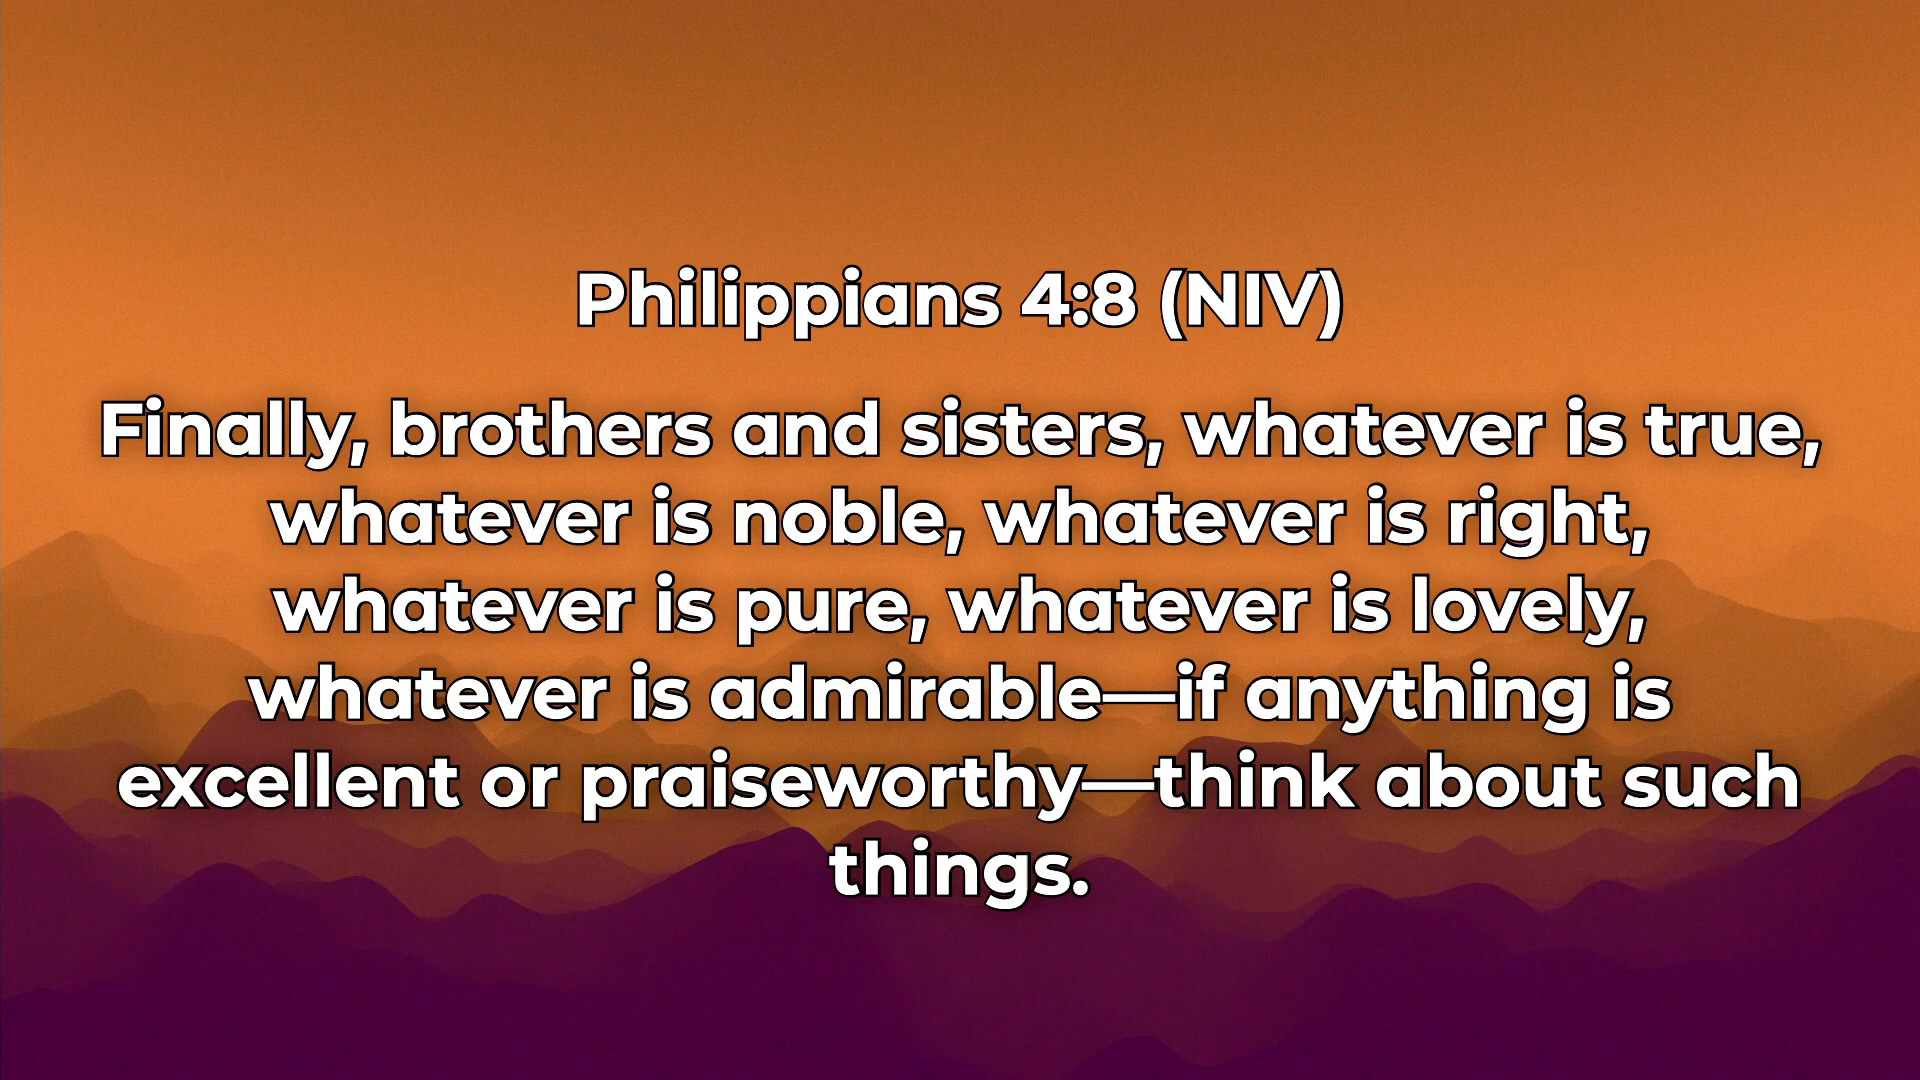 Philippians 4:8 (NIV)
Finally, brothers and sisters, whatever is true,
whatever is noble, whatever is right,
whatever is pure, whatever is lovely,
whatever is admirable—if anything is
excellent or praiseworthy—think about such
things.